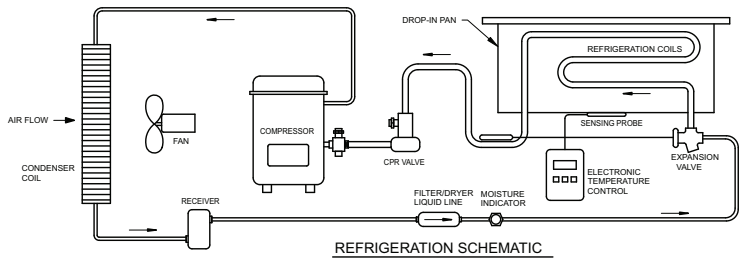 DROP-IN PAN
REFRIGERATION COILS
AIR FLOW
FAN
COMPRESSOR
SENSING PROBE
CPR VALVE
EXPANSION
VALVE
CONDENSER
COIL
ELECTRONIC
TEMPERATURE
CONTROL
RECEIVER
FILTER/DRYER
LIQUID LINE
MOISTURE
INDICATOR
REFRIGERATION SCHEMATIC